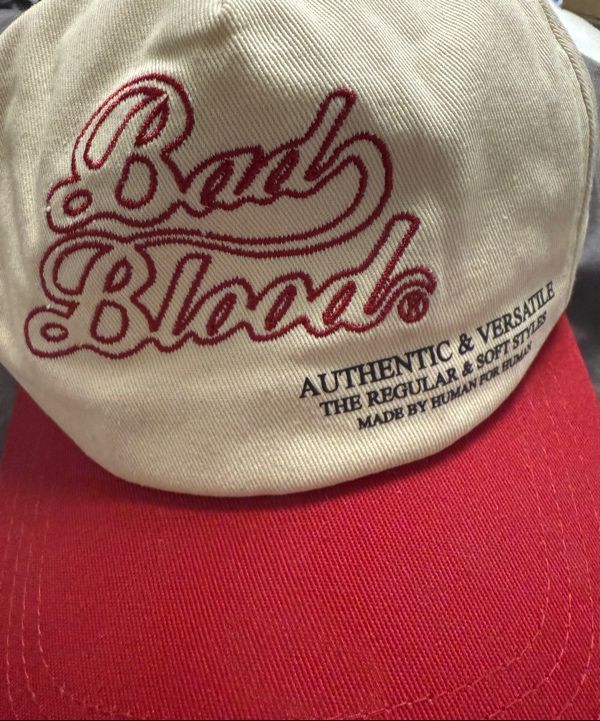 Bad
Blood®
AUTHENTIC & VERSATILE
THE REGULAR & SOFT STYLES
MADE BY HUMAN FOR HUMAN